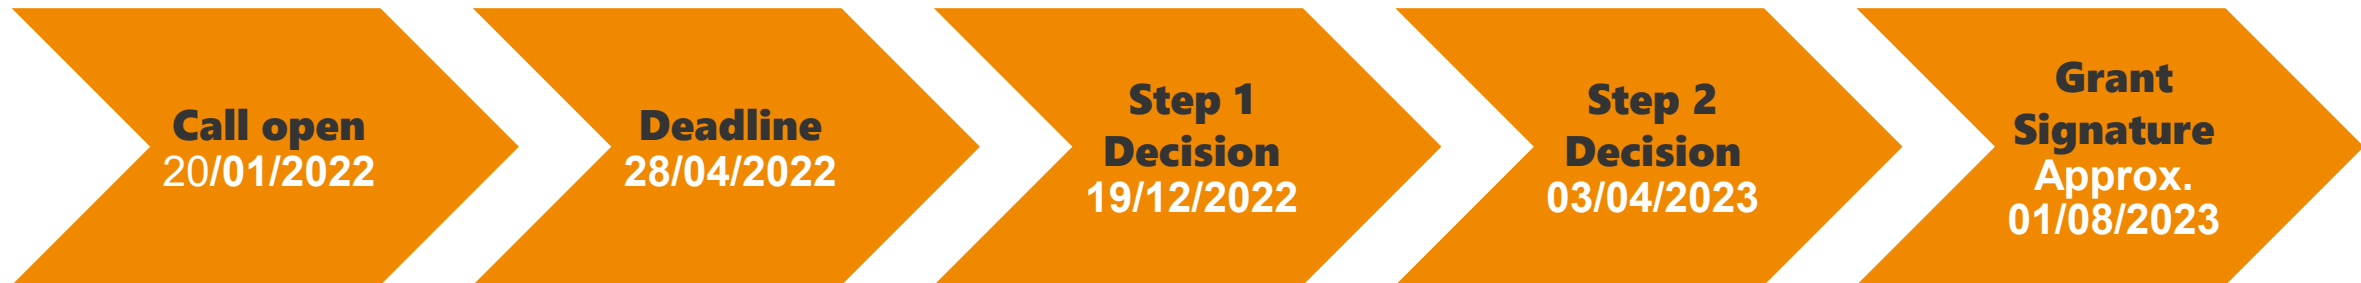 Call open
20/01/2022
Deadline
28/04/2022
Step 1
Decision
19/12/2022
Step 2
Decision
03/04/2023
Grant
Signature
Approx.
01/08/2023